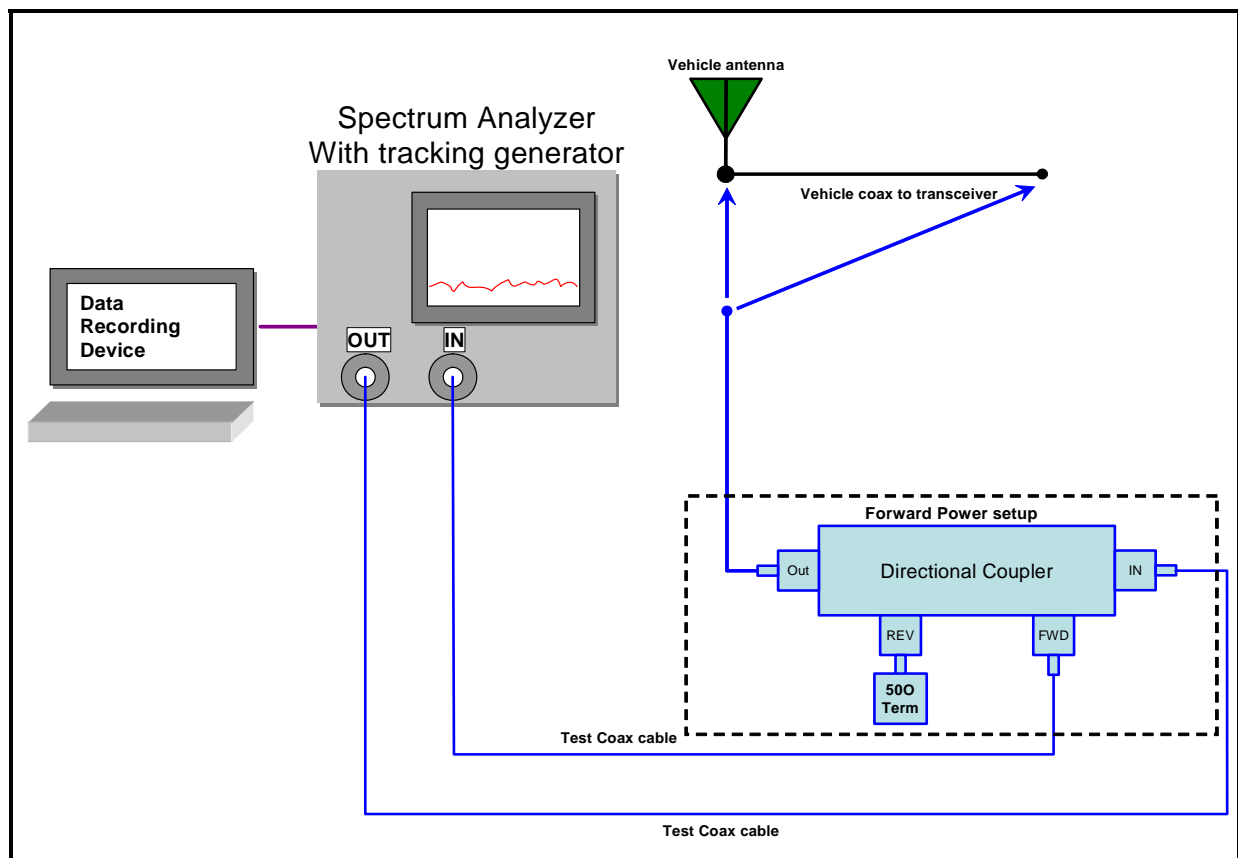 Vehicle antenna
Spectrum Analyzer
With tracking generator
Vehicle coax to transceiver
Data
Recording
Device
OUT
IN
Forward Power setup
Out
Directional Coupler
IN
REV
FWD
50O
Term
Test Coax cable
Test Coax cable